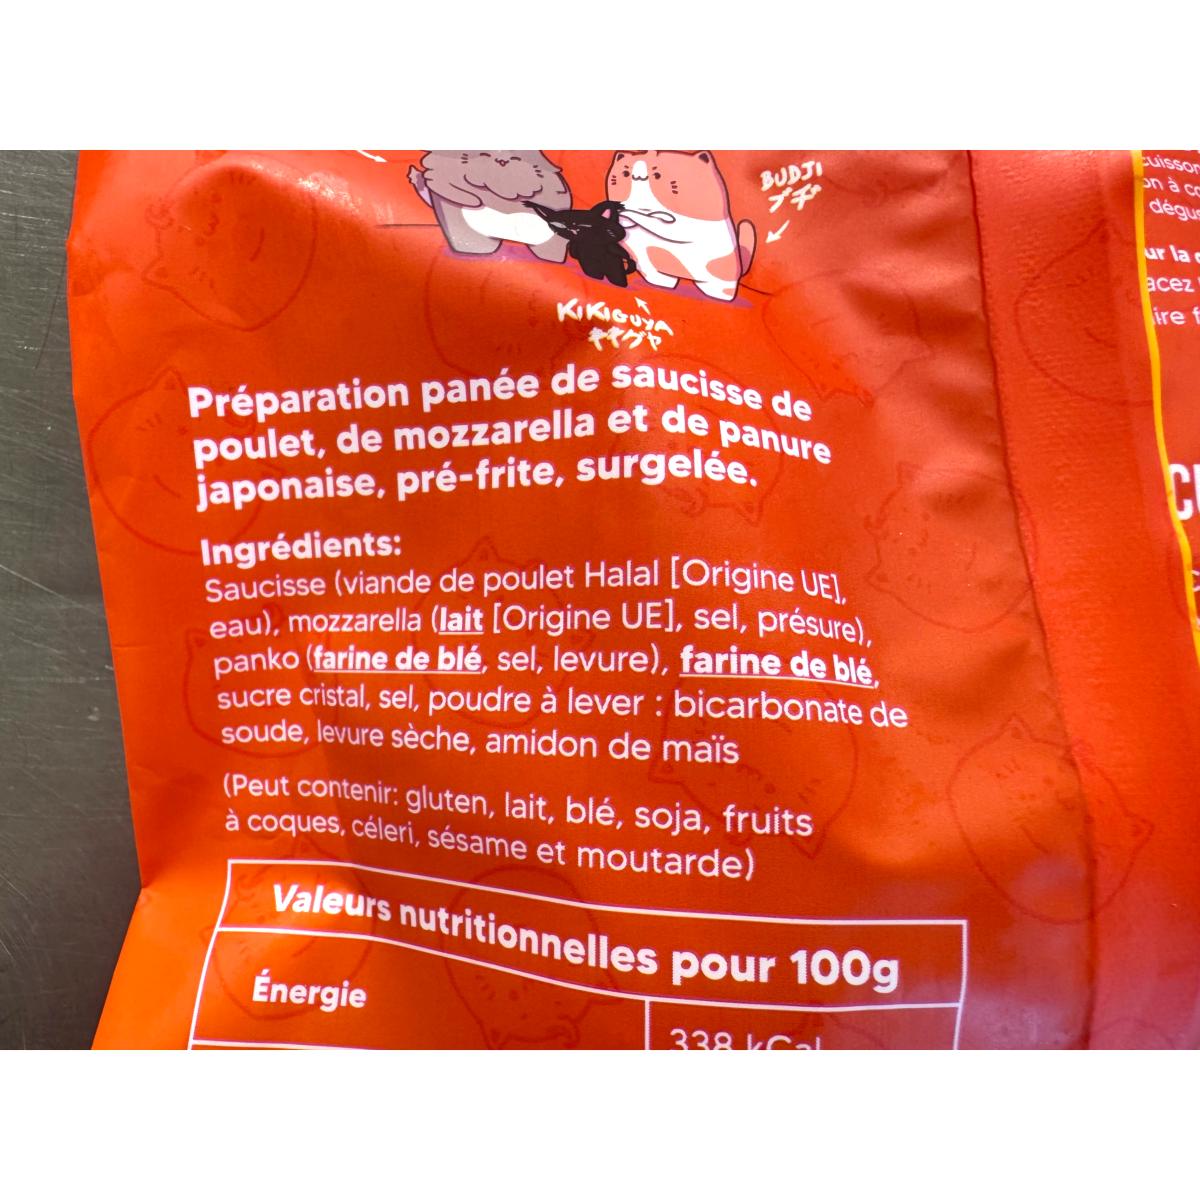 BUDJI
ブチ
KIKIGUYA
キキグヤ
Préparation panée de saucisse de
poulet, de mozzarella et de panure
japonaise, pré-frite, surgelée.
Ingrédients:
Saucisse (viande de poulet Halal [Origine UE],
eau), mozzarella (lait [Origine UE], sel, présure),
panko (farine de blé, sel, levure), farine de blé,
sucre cristal, sel, poudre à lever : bicarbonate de
soude, levure sèche, amidon de maïs
(Peut contenir: gluten, lait, blé, soja, fruits
à coques, céleri, sésame et moutarde)
Valeurs nutritionnelles pour 100g
Énergie
338 kCal